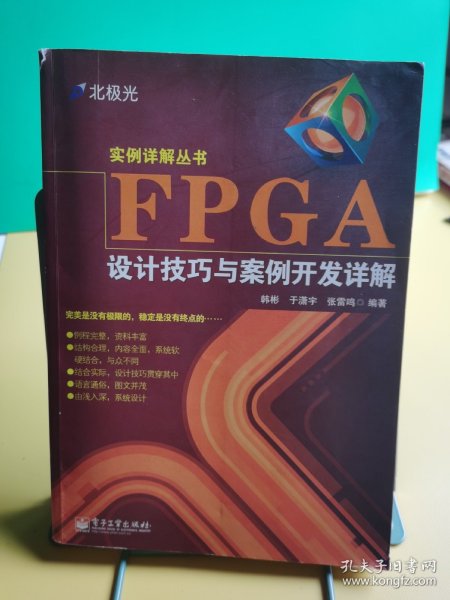 北极光
实例详解丛书
FPGA
设计技巧与案例开发详解
韩彬 于潇宇 张雷鸣 编著
完美是没有极限的，稳定是没有终点的……
●例程完整，资料丰富
●结构合理，内容全面，系统软
硬结合，与众不同
●结合实际，设计技巧贯穿其中
●语言通俗，图文并茂
●由浅入深，系统设计
电子工业出版社
孔夫子旧书网
www.kongfz.com